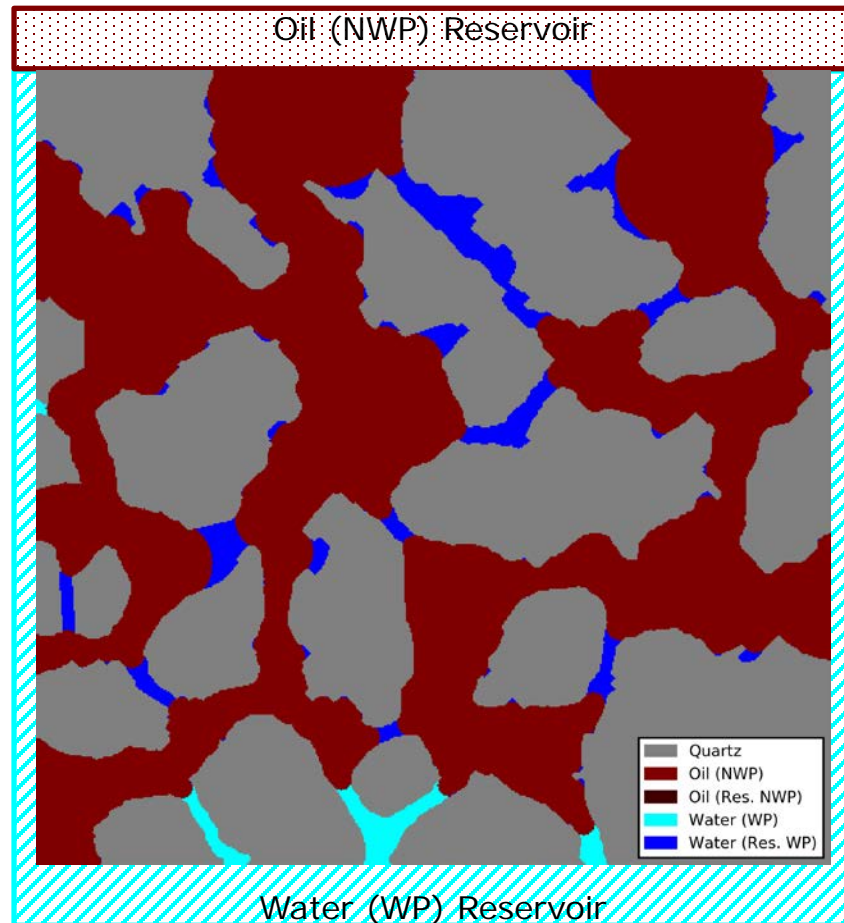 Oil (NWP) Reservoir
Quartz
Oil (NWP)
Oil (Res. NWP)
Water (WP)
Water (Res. WP)
Water (WP) Reservoir